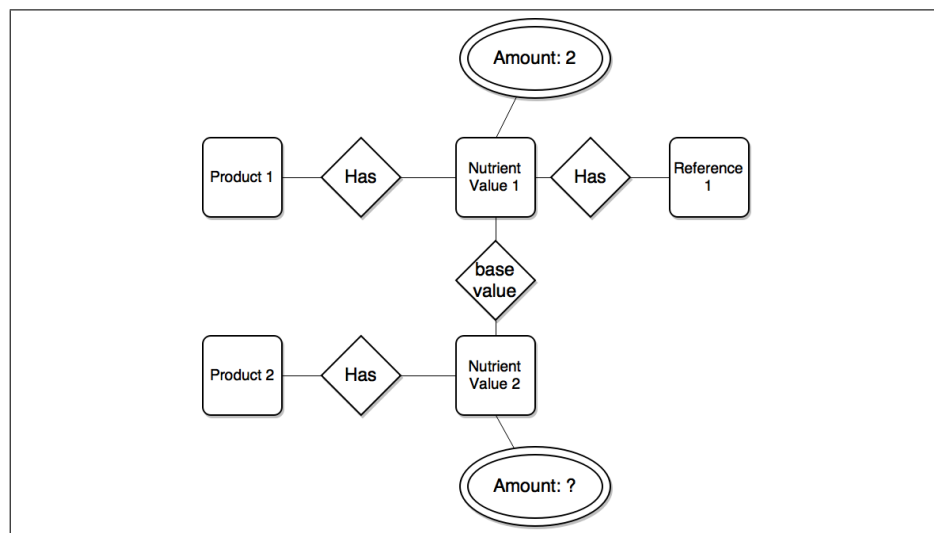 Amount: 2
Product 1
Has
Nutrient
Value 1
Has
Reference
1
base
value
Product 2
Has
Nutrient
Value 2
Amount: ?